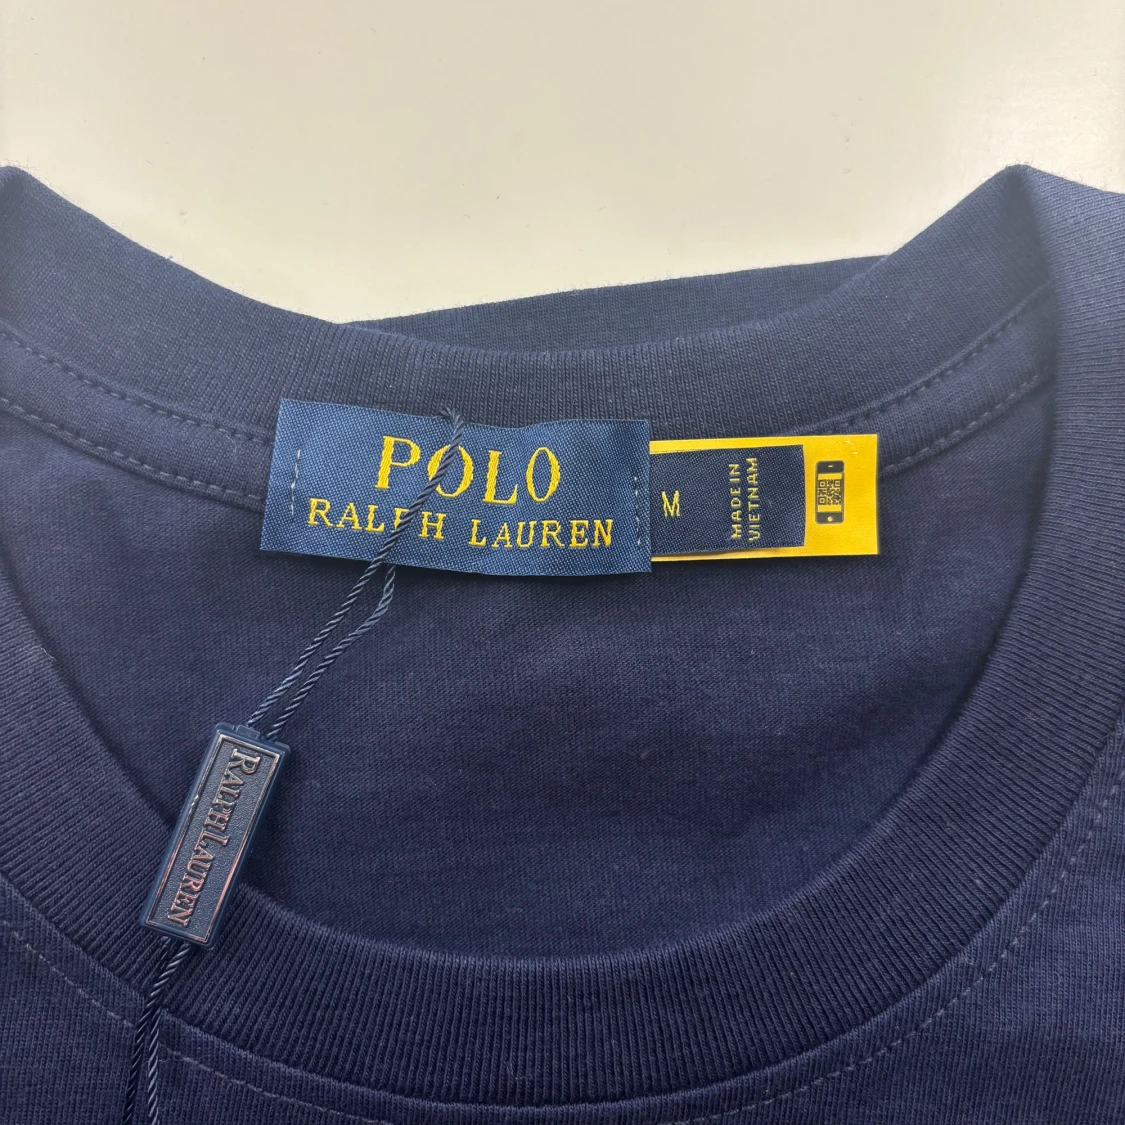 POLO
RALPH LAUREN
M
MADE IN
VIETNAM
RALPH LAUREN